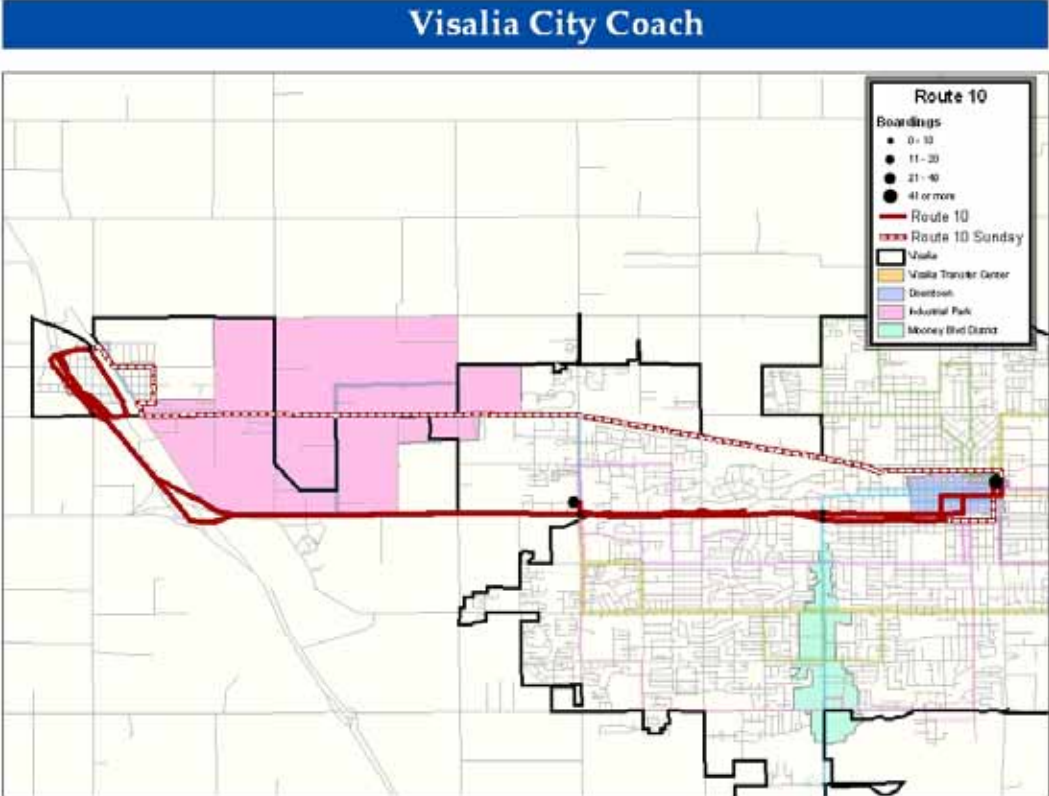 Visalia City Coach
Route 10
Boardings
0 - 10
11 - 20
21 - 40
41 or more
Route 10
Route 10 Sunday
Visalia
Visalia Transfer Center
Downtown
Industrial Park
Mooney Blvd District